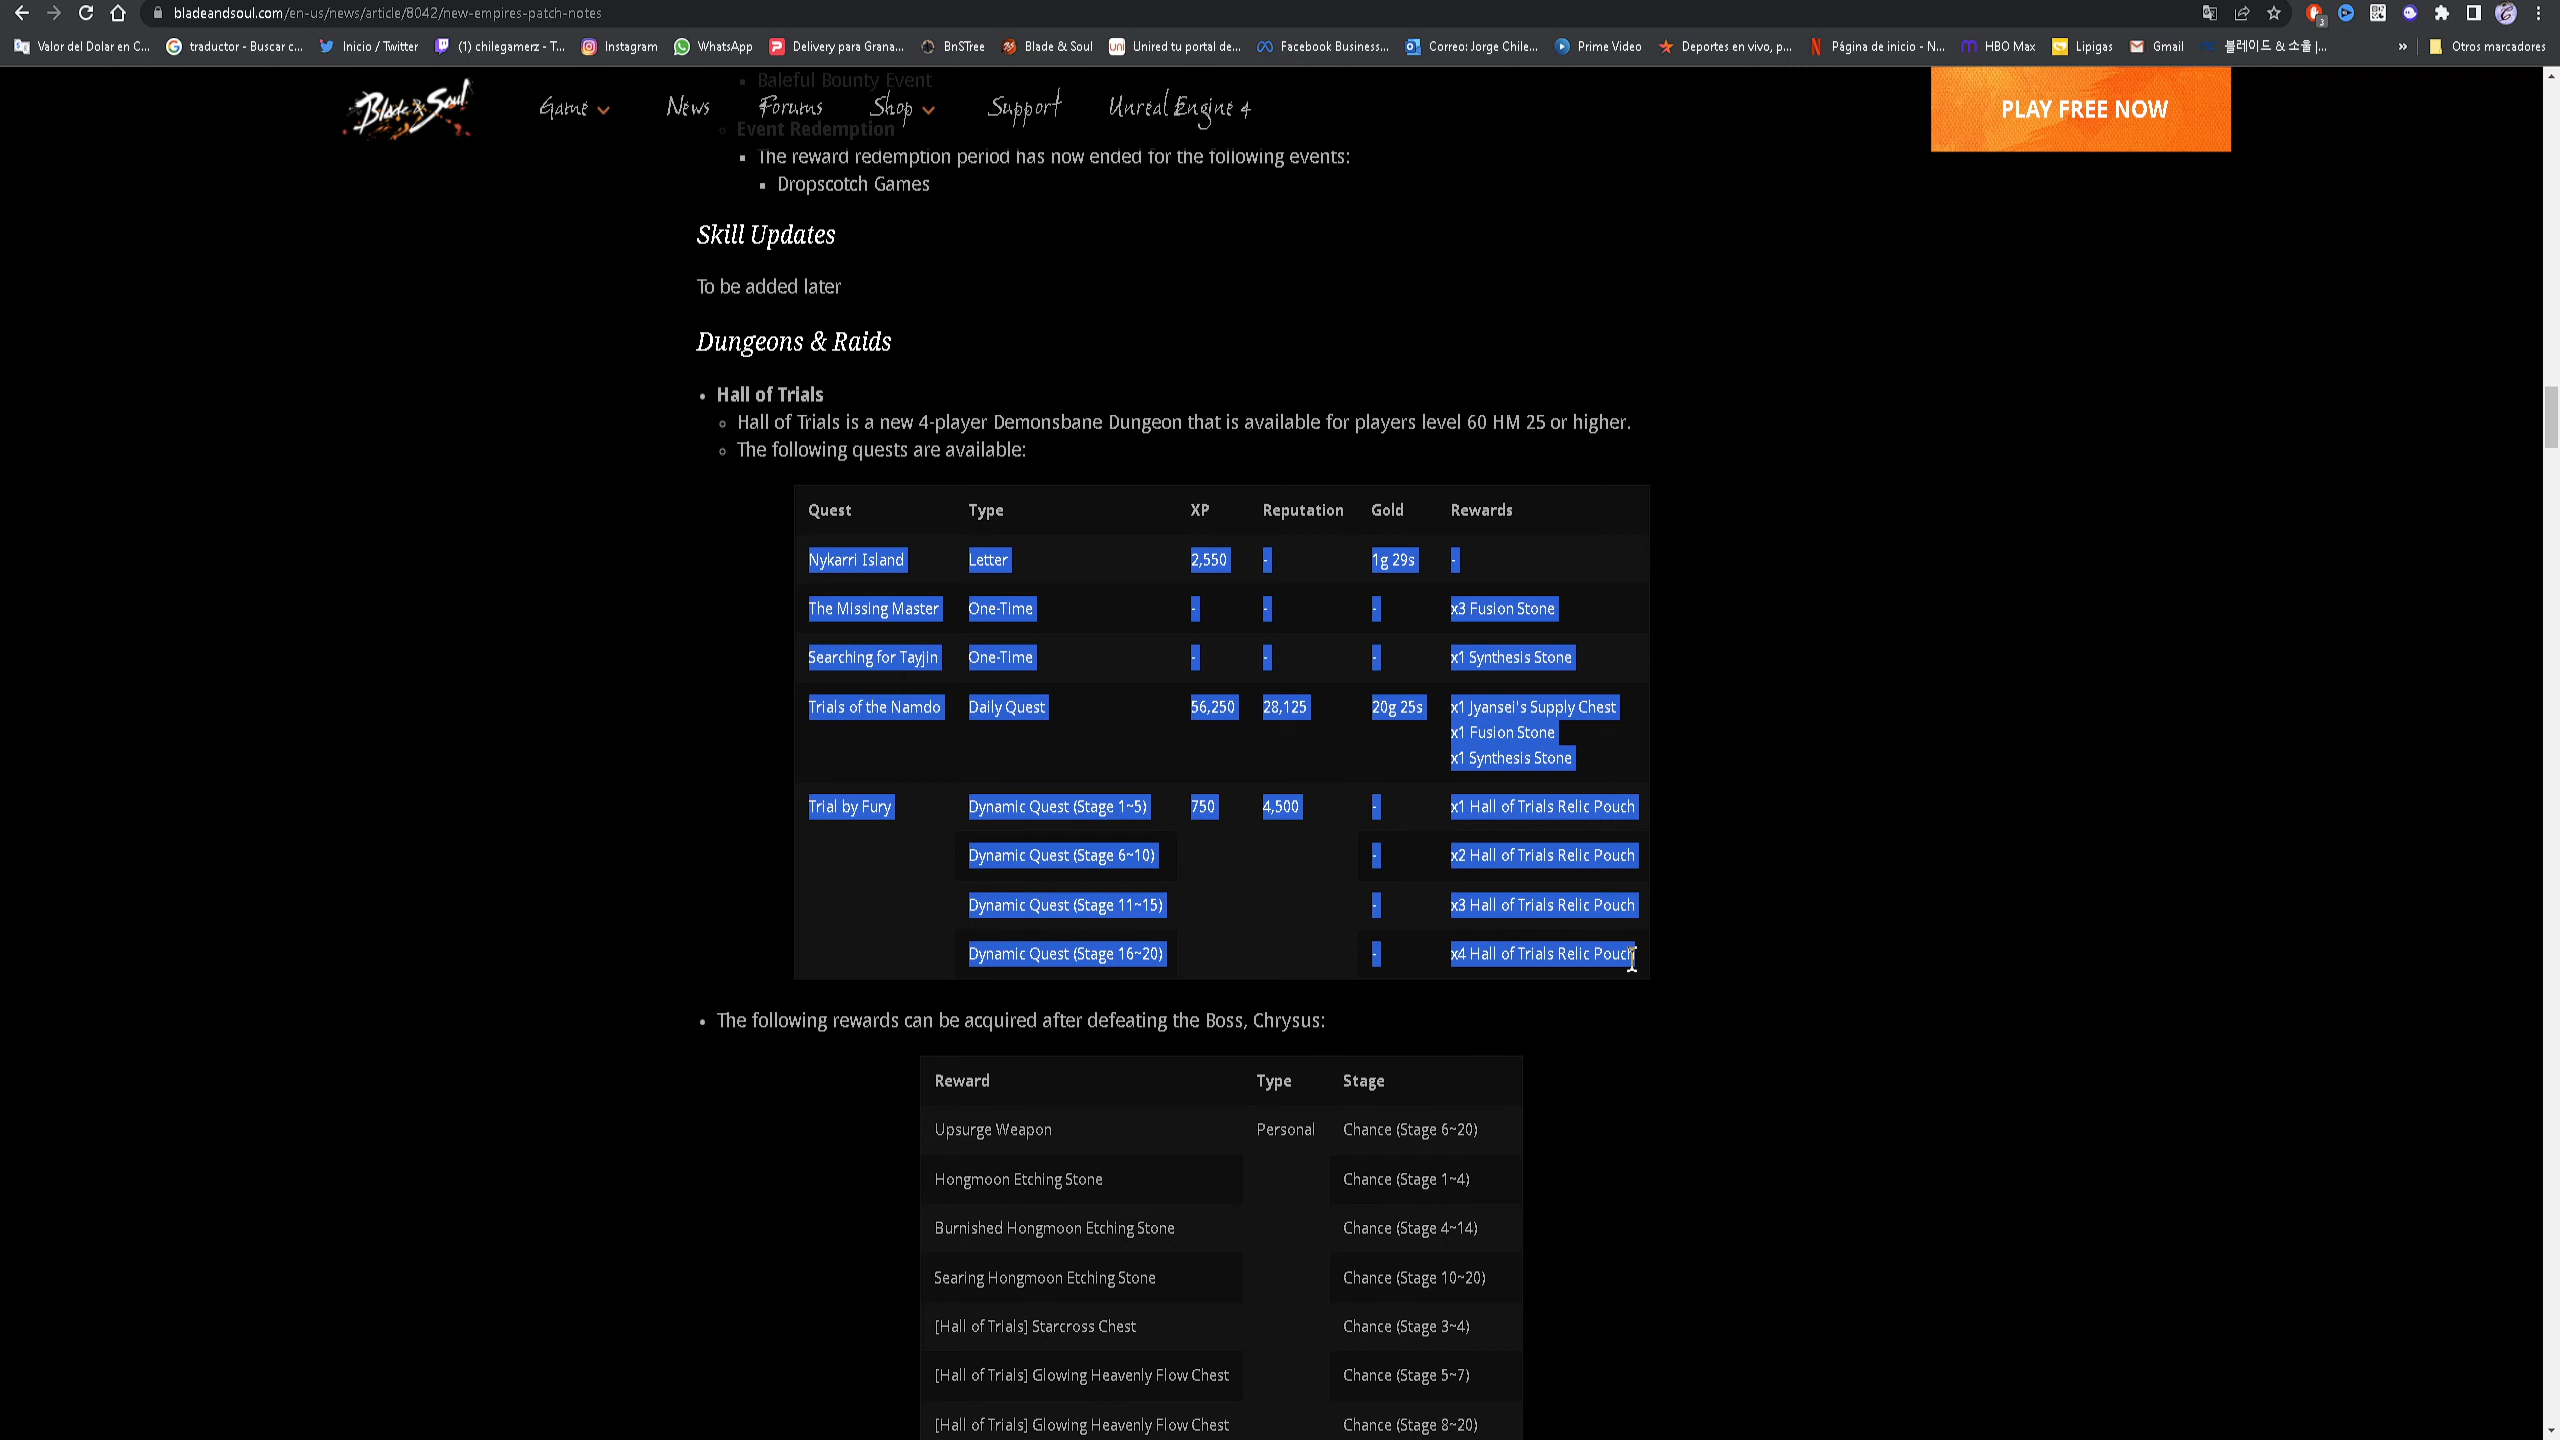 bladeandsoul.com/en-us/news/article/8042/new-empires-patch-notes
Valor del Dolar en C... traductor - Buscar c... Inicio / Twitter (1) chilegamerz - T... Instagram WhatsApp Delivery para Grana... BnSTree Blade & Soul Unired tu portal de... Facebook Business... Correo: Jorge Chile... Prime Video Deportes en vivo, p... Página de inicio - N... HBO Max Lipigas Gmail 블레이드 & 소울 |... » Otros marcadores
Baleful Bounty Event
Blade & Soul Game News Forums Shop Support Unreal Engine 4 PLAY FREE NOW
Event Redemption
The reward redemption period has now ended for the following events:
Dropscotch Games
Skill Updates
To be added later
Dungeons & Raids
Hall of Trials
Hall of Trials is a new 4-player Demonsbane Dungeon that is available for players level 60 HM 25 or higher.
The following quests are available:
Quest Type XP Reputation Gold Rewards
Nykarri Island Letter 2,550 - 1g 29s -
The Missing Master One-Time - - - x3 Fusion Stone
Searching for Tayjin One-Time - - - x1 Synthesis Stone
Trials of the Namdo Daily Quest 56,250 28,125 20g 25s x1 Jyansei's Supply Chest
x1 Fusion Stone
x1 Synthesis Stone
Trial by Fury Dynamic Quest (Stage 1~5) 750 4,500 - x1 Hall of Trials Relic Pouch
Dynamic Quest (Stage 6~10) - x2 Hall of Trials Relic Pouch
Dynamic Quest (Stage 11~15) - x3 Hall of Trials Relic Pouch
Dynamic Quest (Stage 16~20) - x4 Hall of Trials Relic Pouch
The following rewards can be acquired after defeating the Boss, Chrysus:
Reward Type Stage
Upsurge Weapon Personal Chance (Stage 6~20)
Hongmoon Etching Stone Chance (Stage 1~4)
Burnished Hongmoon Etching Stone Chance (Stage 4~14)
Searing Hongmoon Etching Stone Chance (Stage 10~20)
[Hall of Trials] Starcross Chest Chance (Stage 3~4)
[Hall of Trials] Glowing Heavenly Flow Chest Chance (Stage 5~7)
[Hall of Trials] Glowing Heavenly Flow Chest Chance (Stage 8~20)